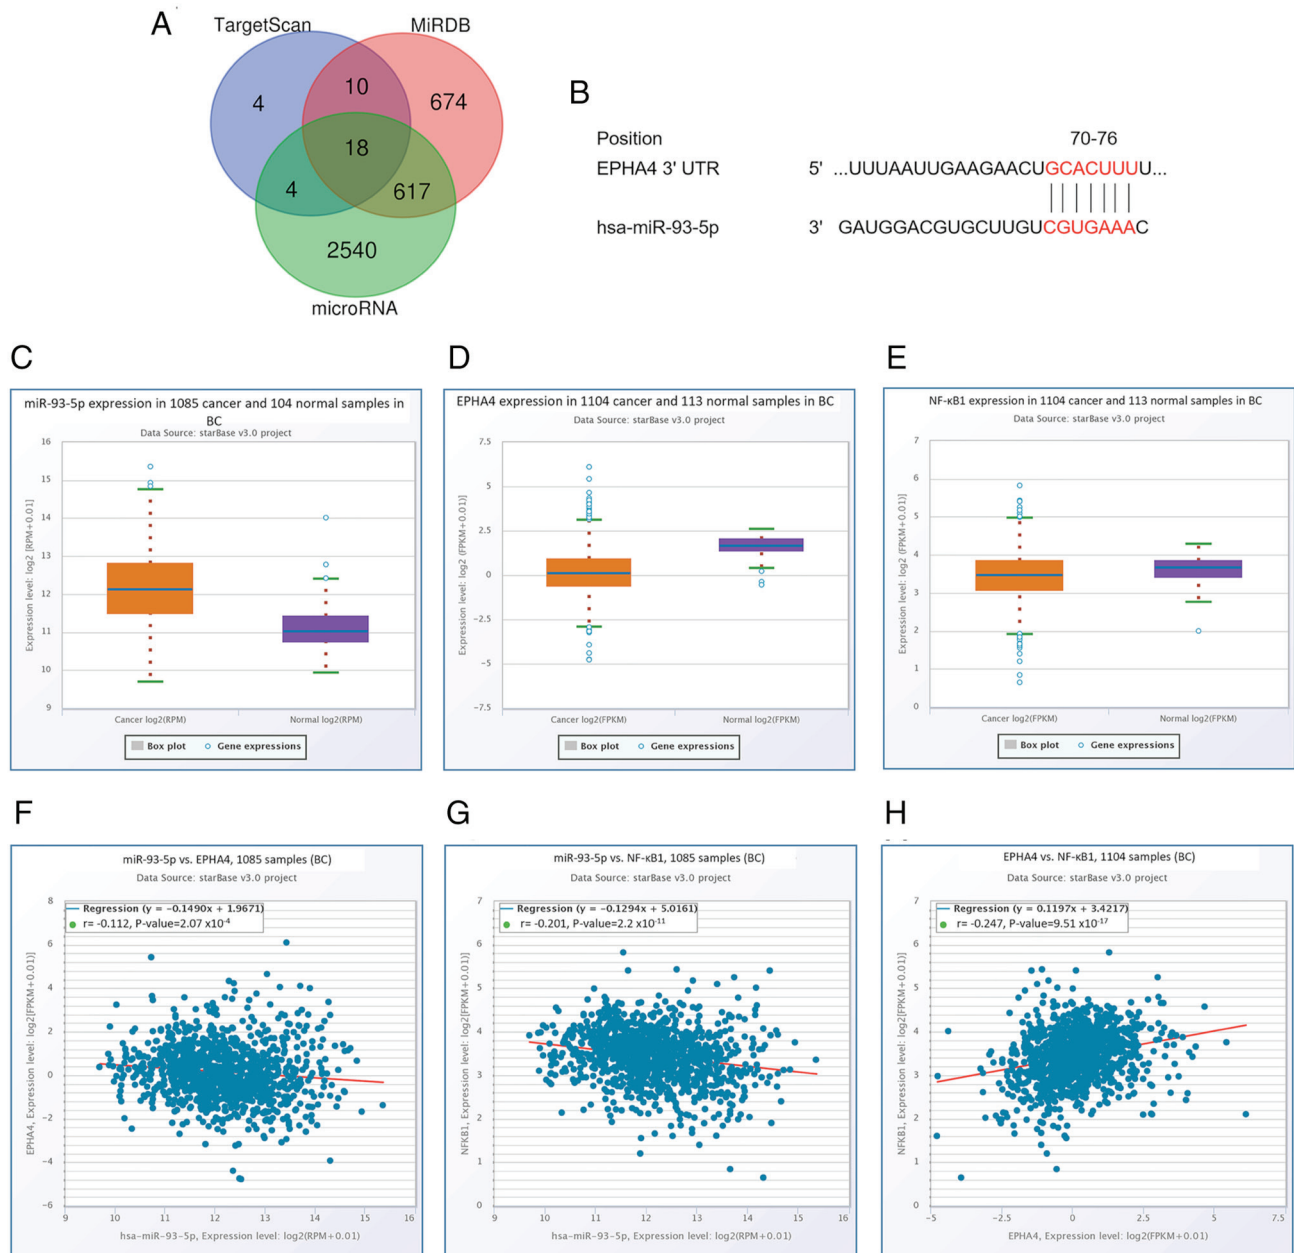 A
TargetScan
MiRDB
10
4
674
18
4
617
2540
microRNA
B
Position 70-76
EPHA4 3' UTR 5' ...UUUAAUUGAAGAACUGCACUUUU...
hsa-miR-93-5p 3' GAUGGACGUGCUUGUCGUGAAAC
C
miR-93-5p expression in 1085 cancer and 104 normal samples in
BC
Data Source: starBase v3.0 project
Expression level: log2 [RPM+0.01)]
16
15
14
13
12
11
10
9
Cancer log2(RPM) Normal log2(RPM)
Box plot Gene expressions
D
EPHA4 expression in 1104 cancer and 113 normal samples in BC
Data Source: starBase v3.0 project
Expression level: log2 (FPKM+0.01)]
7.5
5
2.5
0
−2.5
−5
−7.5
Cancer log2(FPKM) Normal log2(FPKM)
Box plot Gene expressions
E
NF-κB1 expression in 1104 cancer and 113 normal samples in BC
Data Source: starBase v3.0 project
Expression level: log2 (FPKM+0.01)]
7
6
5
4
3
2
1
0
Cancer log2(FPKM) Normal log2(FPKM)
Box plot Gene expressions
F
miR-93-5p vs. EPHA4, 1085 samples (BC)
Data Source: starBase v3.0 project
Regression (y = −0.1490x + 1.9671)
r= -0.112, P-value=2.07 x10-4
EPHA4, Expression level: log2[FPKM+0.01)]
8
6
4
2
0
−2
−4
−6
9 10 11 12 13 14 15 16
hsa-miR-93-5p, Expression level: log2(RPM+0.01)
G
miR-93-5p vs. NF-κB1, 1085 samples (BC)
Data Source: starBase v3.0 project
Regression (y = −0.1294x + 5.0161)
r= -0.201, P-value=2.2 x10-11
NFKB1, Expression level: log2[FPKM+0.01)]
7
6
5
4
3
2
1
0
9 10 11 12 13 14 15 16
hsa-miR-93-5p, Expression level: log2(RPM+0.01)
H
EPHA4 vs. NF-κB1, 1104 samples (BC)
Data Source: starBase v3.0 project
Regression (y = 0.1197x + 3.4217)
r= -0.247, P-value=9.51 x10-17
NFKB1, Expression level: log2[FPKM+0.01)]
7
6
5
4
3
2
1
0
−5 −2.5 0 2.5 5 7.5
EPHA4, Expression level: log2(FPKM+0.01)